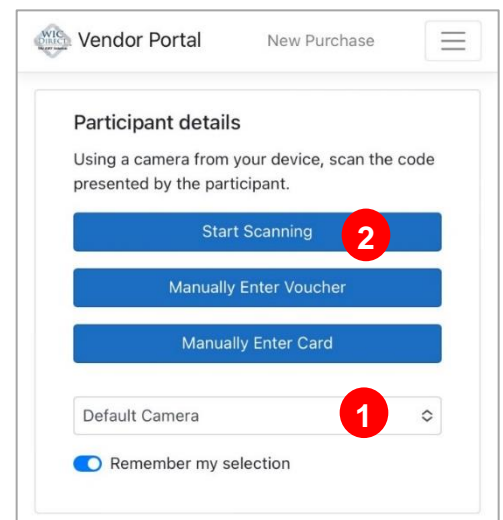 WIC
DIRECT
Vendor Portal
New Purchase
Participant details
Using a camera from your device, scan the code
presented by the participant.
Start Scanning
2
Manually Enter Voucher
Manually Enter Card
Default Camera
1
Remember my selection